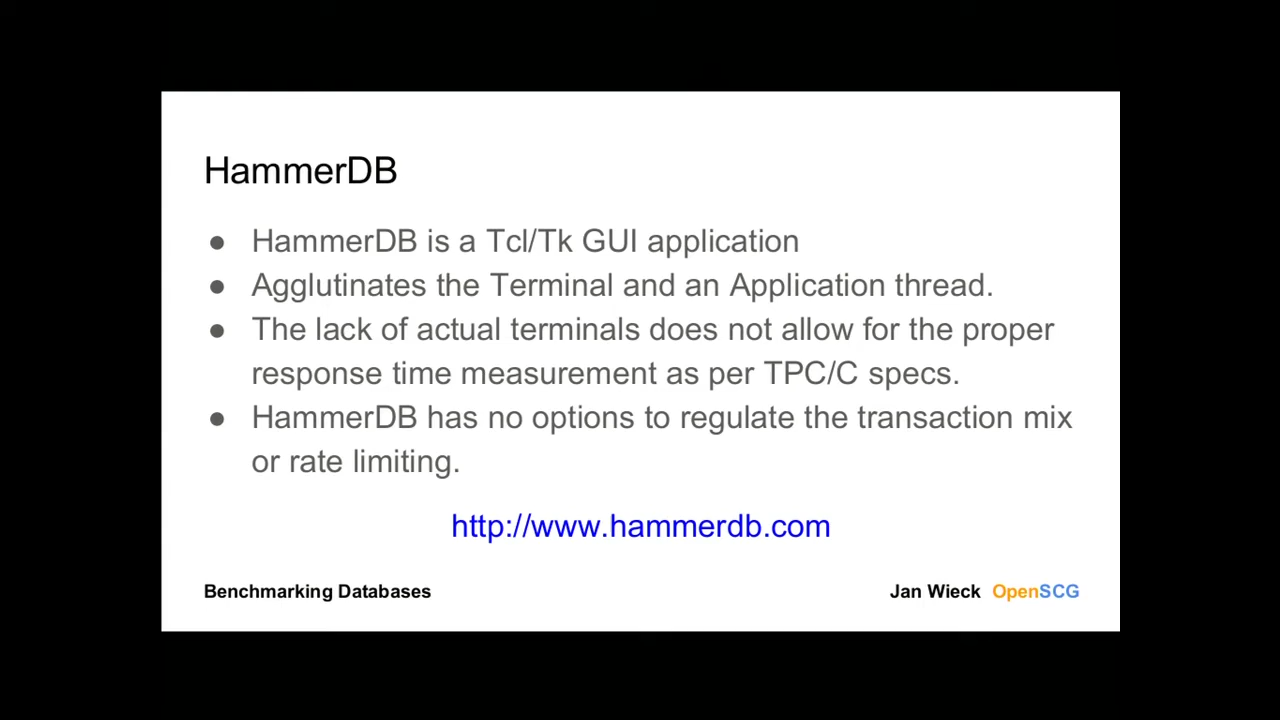 HammerDB
● HammerDB is a Tcl/Tk GUI application
● Agglutinates the Terminal and an Application thread.
● The lack of actual terminals does not allow for the proper
response time measurement as per TPC/C specs.
● HammerDB has no options to regulate the transaction mix
or rate limiting.
http://www.hammerdb.com
Benchmarking Databases
Jan Wieck OpenSCG